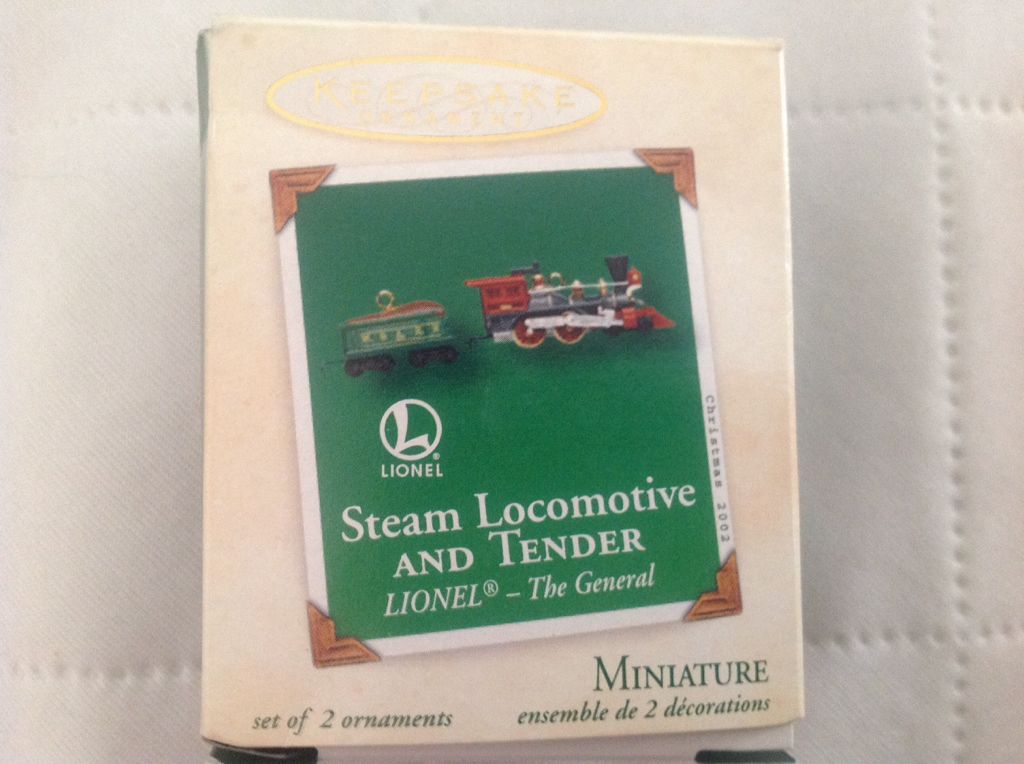 KEEPSAKE
ORNAMENT
L
LIONEL®
Christmas 2002
Steam Locomotive
AND TENDER
LIONEL® – The General
MINIATURE
set of 2 ornaments
ensemble de 2 décorations